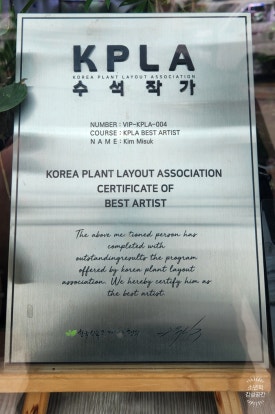 KPLA
KOREA PLANT LAYOUT ASSOCIATION
수석작가
NUMBER : VIP-KPLA-004
COURSE : KPLA BEST ARTIST
NAME : Kim Misuk
KOREA PLANT LAYOUT ASSOCIATION
CERTIFICATE OF
BEST ARTIST
The above me tioned person has
completed with
outstandingresults the program
offered by korea plant layout
association. We hereby certify him as
the best artist.